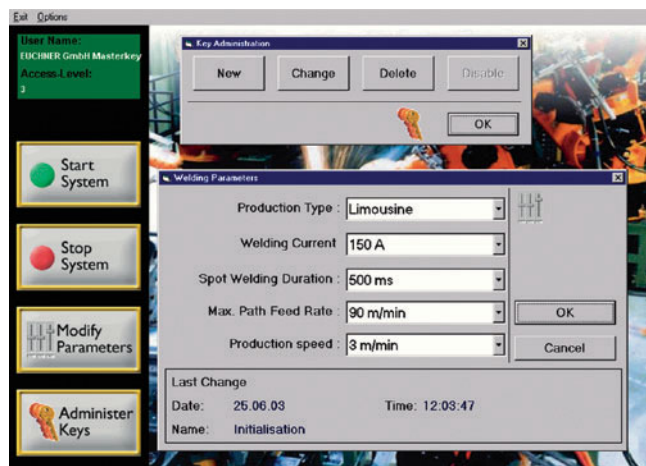 Exit Options
User Name:
EUCHNER GmbH Masterkey
Access-Level:
3
Key Administration
New Change Delete Disable
OK
Start
System
Stop
System
Modify
Parameters
Administer
Keys
Welding Parameters
Production Type : Limousine
Welding Current 150 A
Spot Welding Duration : 500 ms
Max. Path Feed Rate : 90 m/min
Production speed : 3 m/min
OK
Cancel
Last Change
Date: 25.06.03 Time: 12:03:47
Name: Initialisation